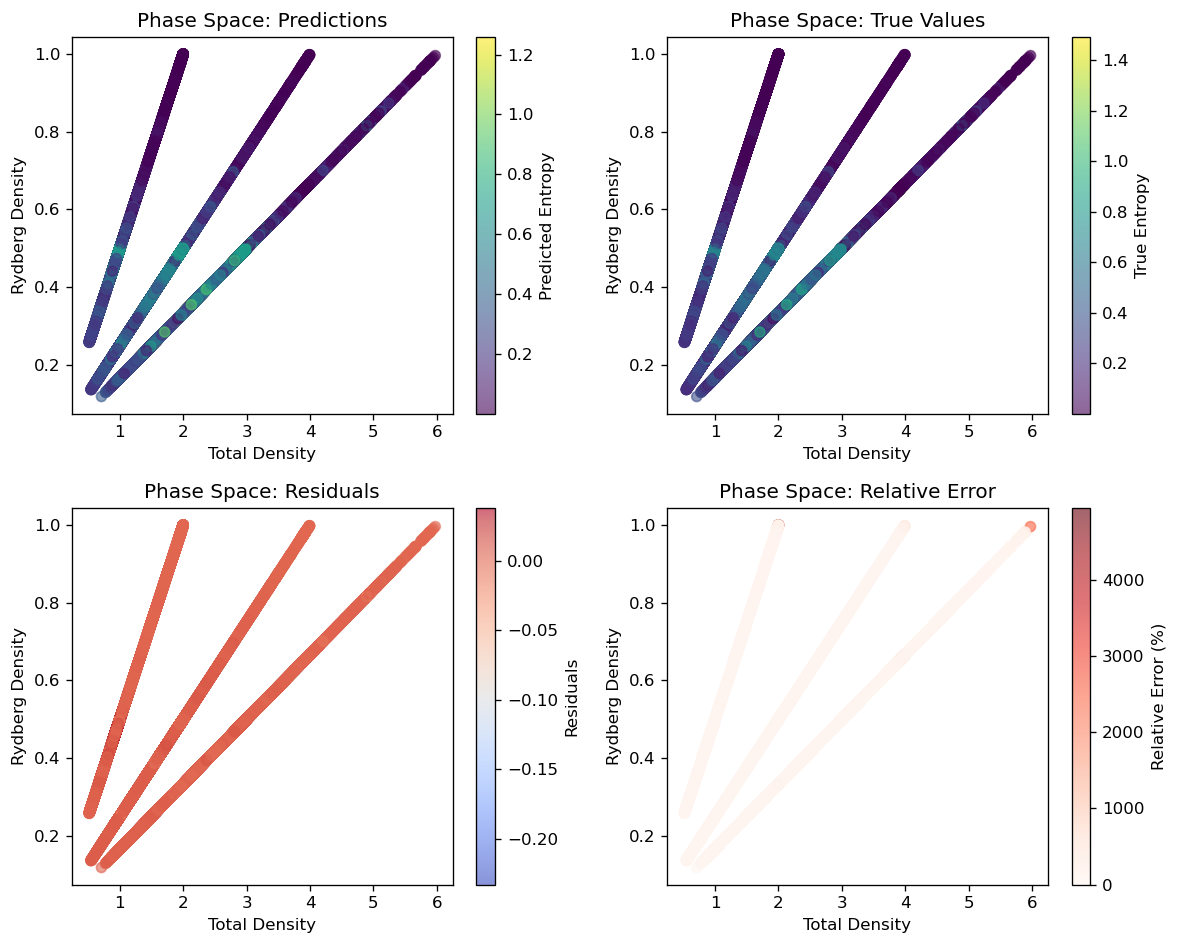 Phase Space: Predictions
1.0
0.8
0.6
0.4
0.2
Rydberg Density
1 2 3 4 5 6
Total Density
1.2
1.0
0.8
0.6
0.4
0.2
Predicted Entropy
Phase Space: True Values
1.0
0.8
0.6
0.4
0.2
Rydberg Density
1 2 3 4 5 6
Total Density
1.4
1.2
1.0
0.8
0.6
0.4
0.2
True Entropy
Phase Space: Residuals
1.0
0.8
0.6
0.4
0.2
Rydberg Density
1 2 3 4 5 6
Total Density
0.00
−0.05
−0.10
−0.15
−0.20
Residuals
Phase Space: Relative Error
1.0
0.8
0.6
0.4
0.2
Rydberg Density
1 2 3 4 5 6
Total Density
4000
3000
2000
1000
0
Relative Error (%)